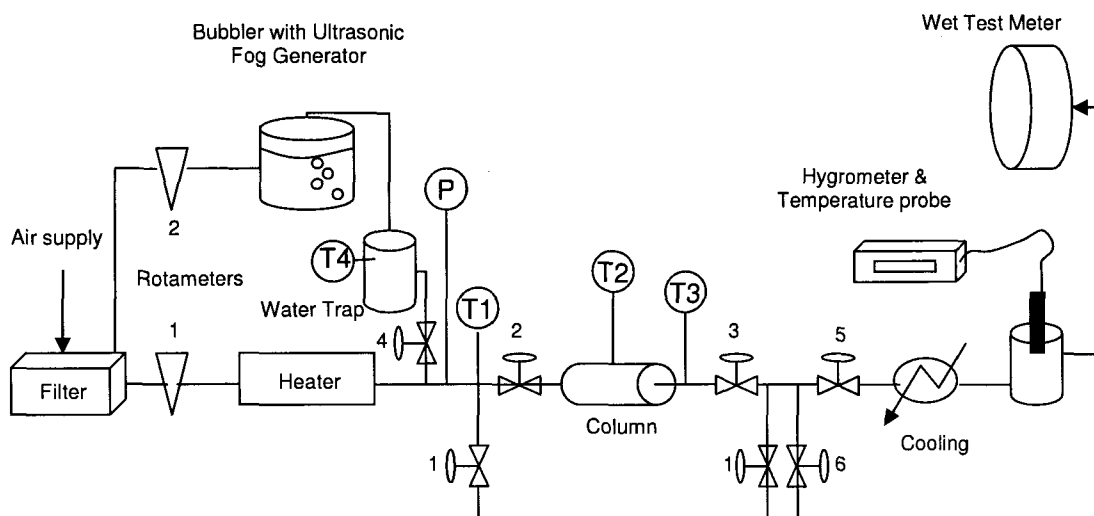 Bubbler with Ultrasonic
Fog Generator
Wet Test Meter
Hygrometer &
Temperature probe
2
P
Air supply
T4
Rotameters
Water Trap
T1
T2
T3
1
4
2
3
5
Filter
Heater
Column
Cooling
1
1
6